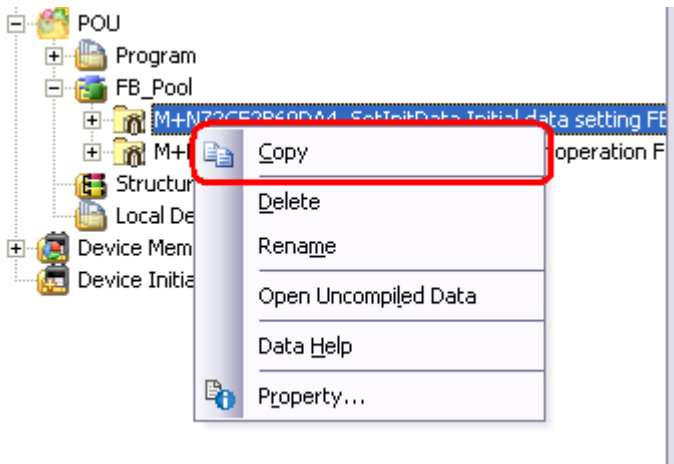 POU
Program
FB_Pool
M+N72CE2P60DA4_SetInitData Initial data setting FB
M+ operation F
Copy
Structur
Delete
Local De
Rename
Device Mem
Open Uncompiled Data
Device Initia
Data Help
Property...